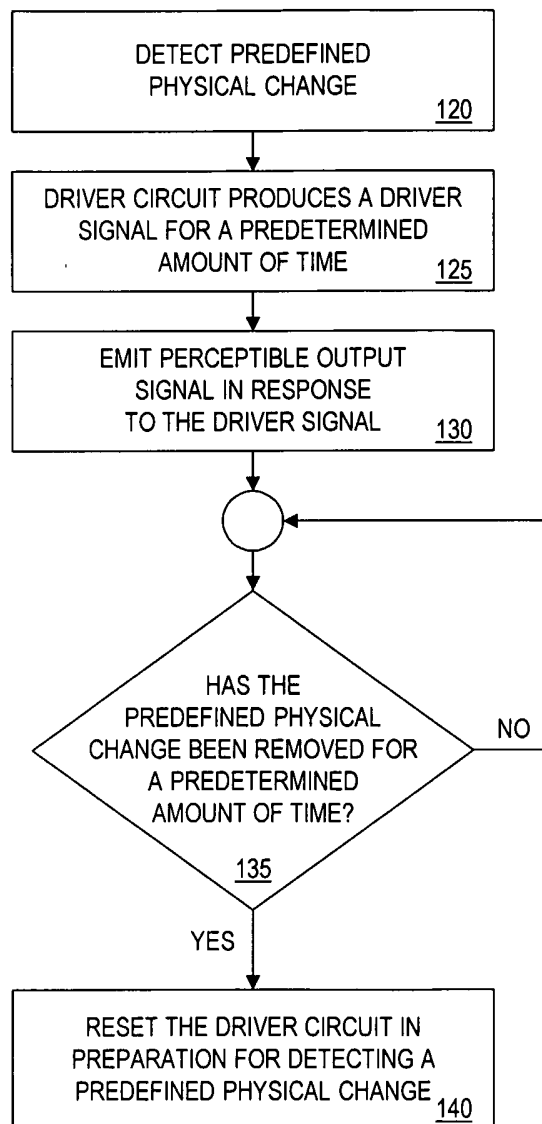 DETECT PREDEFINED
PHYSICAL CHANGE
120
DRIVER CIRCUIT PRODUCES A DRIVER
SIGNAL FOR A PREDETERMINED
AMOUNT OF TIME
125
EMIT PERCEPTIBLE OUTPUT
SIGNAL IN RESPONSE
TO THE DRIVER SIGNAL
130
HAS THE
PREDEFINED PHYSICAL
CHANGE BEEN REMOVED FOR
A PREDETERMINED
AMOUNT OF TIME?
135
NO
YES
RESET THE DRIVER CIRCUIT IN
PREPARATION FOR DETECTING A
PREDEFINED PHYSICAL CHANGE
140